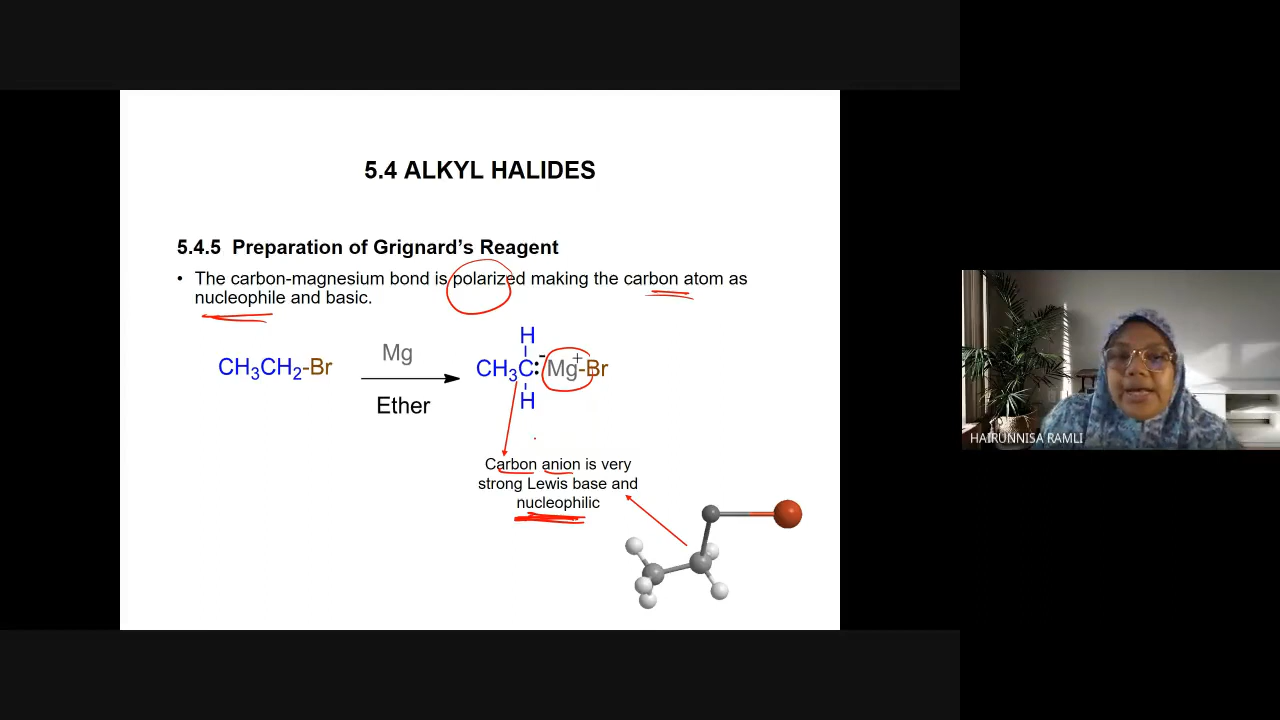 5.4 ALKYL HALIDES
5.4.5 Preparation of Grignard's Reagent
• The carbon-magnesium bond is polarized making the carbon atom as
nucleophile and basic.
H
CH3CH2-Br
Mg
Ether
CH3C:- Mg+-Br
H
Carbon anion is very
strong Lewis base and
nucleophilic
HAIRUNNISA RAMLI